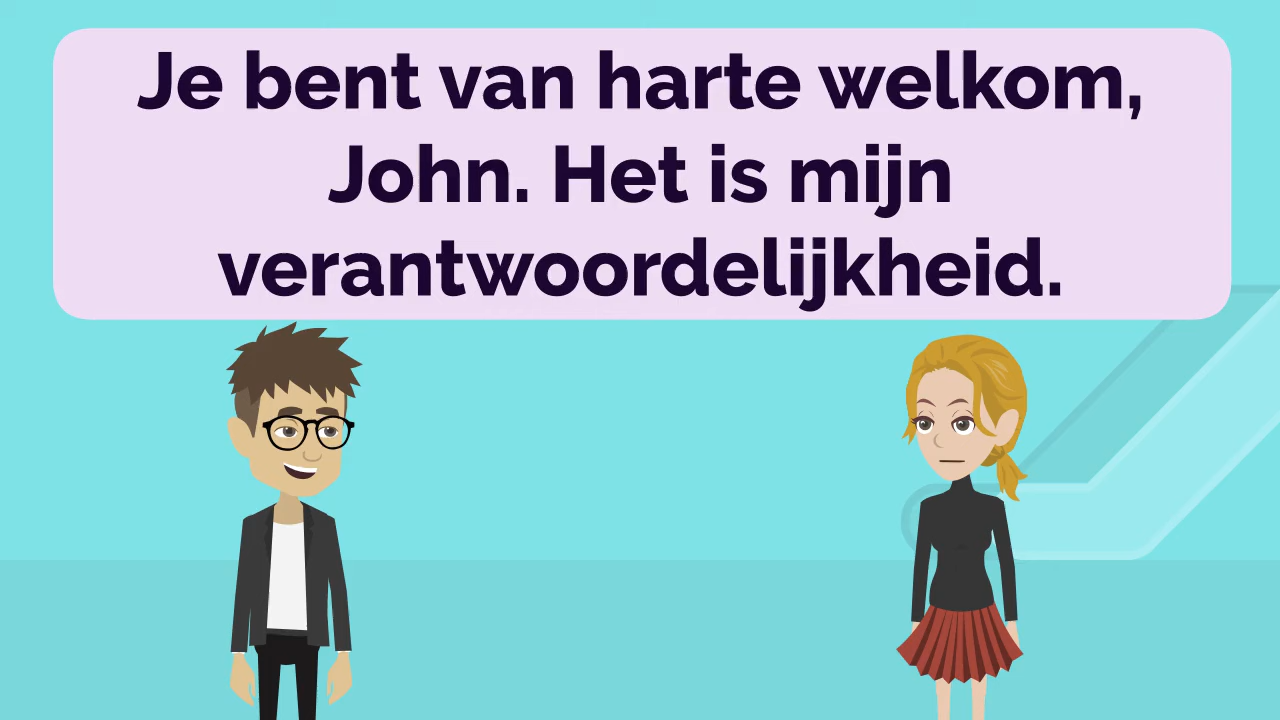 Je bent van harte welkom,
John. Het is mijn
verantwoordelijkheid.